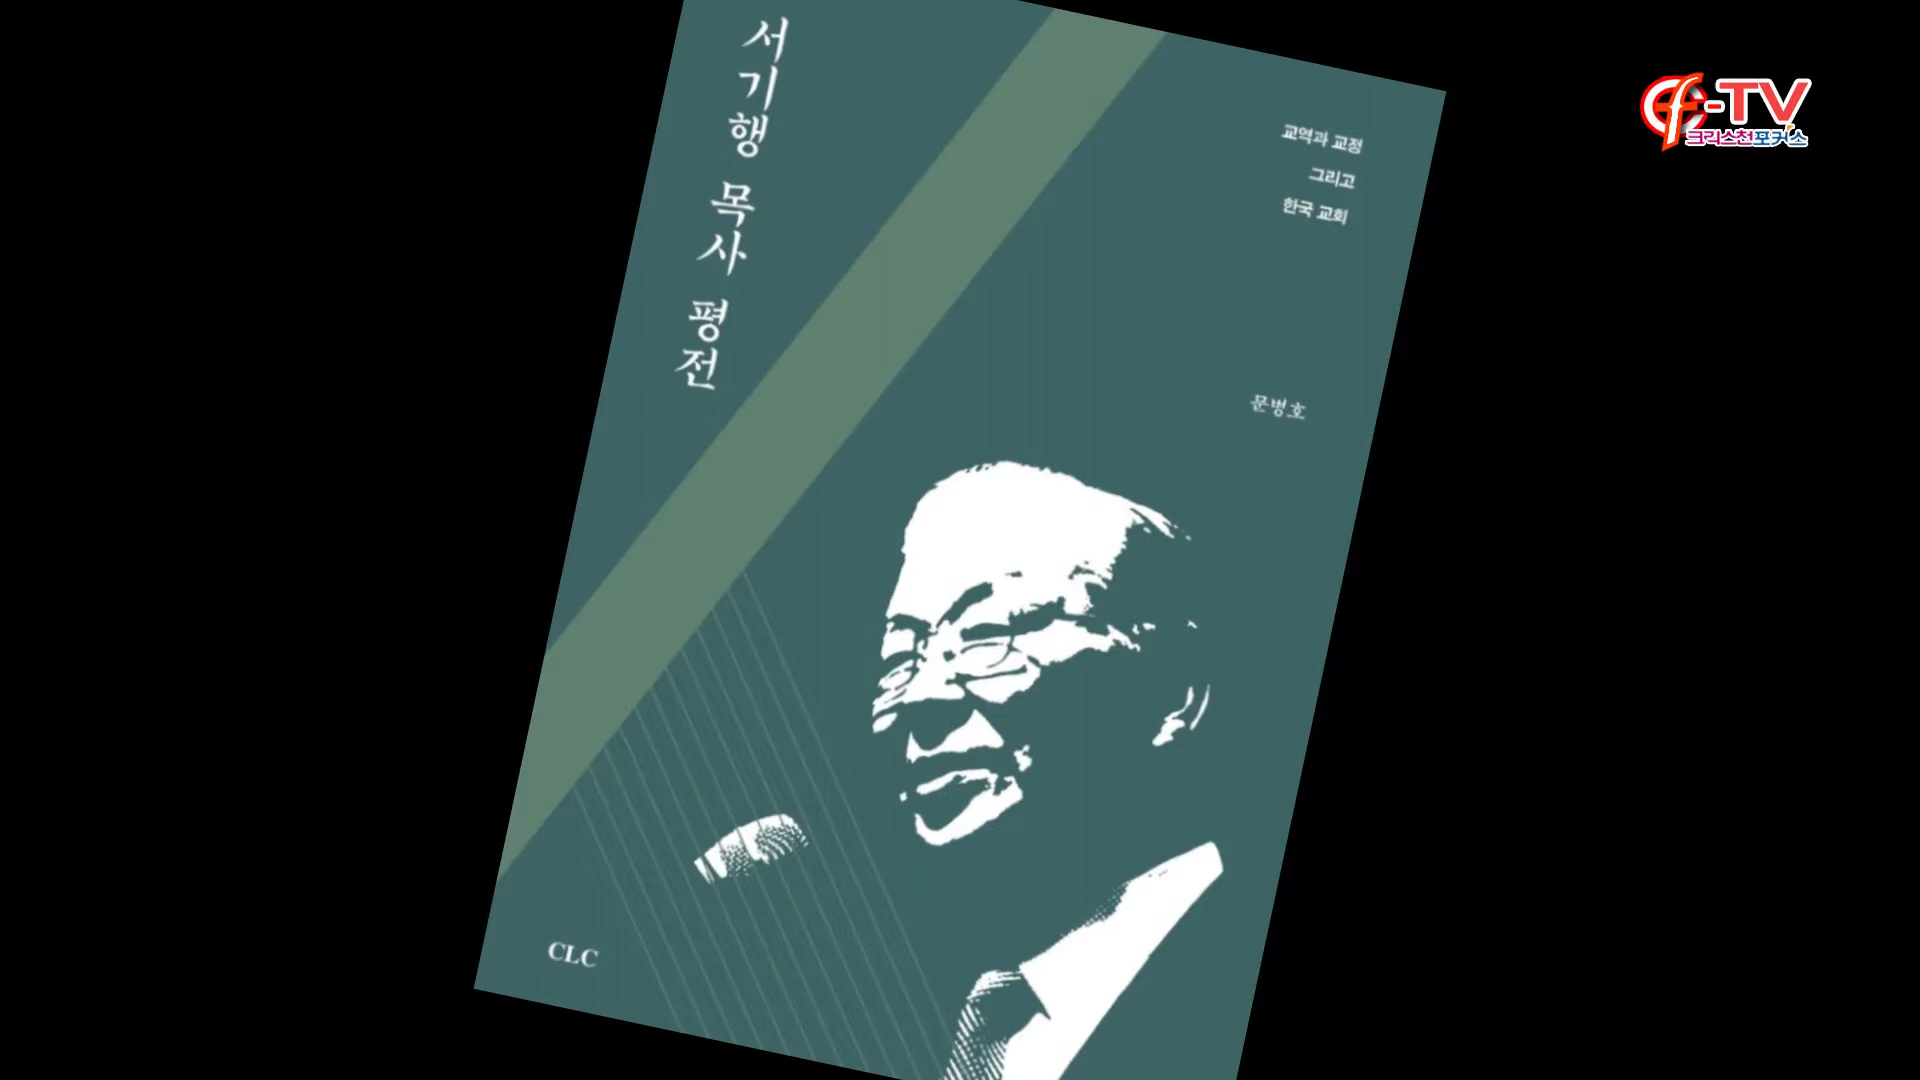 서기행 목사 평전
교역과 교정
그리고
한국 교회
문병호
CLC
cf-TV
크리스천포커스